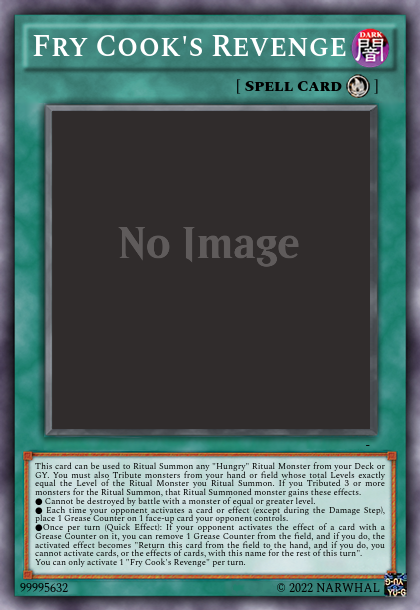 FRY COOK'S REVENGE
DARK
闇
[ SPELL CARD ]
No Image
-
This card can be used to Ritual Summon any "Hungry" Ritual Monster from your Deck or
GY. You must also Tribute monsters from your hand or field whose total Levels exactly
equal the Level of the Ritual Monster you Ritual Summon. If you Tributed 3 or more
monsters for the Ritual Summon, that Ritual Summoned monster gains these effects.
● Cannot be destroyed by battle with a monster of equal or greater level.
● Each time your opponent activates a card or effect (except during the Damage Step),
place 1 Grease Counter on 1 face-up card your opponent controls.
●Once per turn (Quick Effect): If your opponent activates the effect of a card with a
Grease Counter on it, you can remove 1 Grease Counter from the field, and if you do, the
activated effect becomes "Return this card from the field to the hand, and if you do, you
cannot activate cards, or the effects of cards, with this name for the rest of this turn".
You can only activate 1 "Fry Cook's Revenge" per turn.
99995632
© 2022 NARWHAL